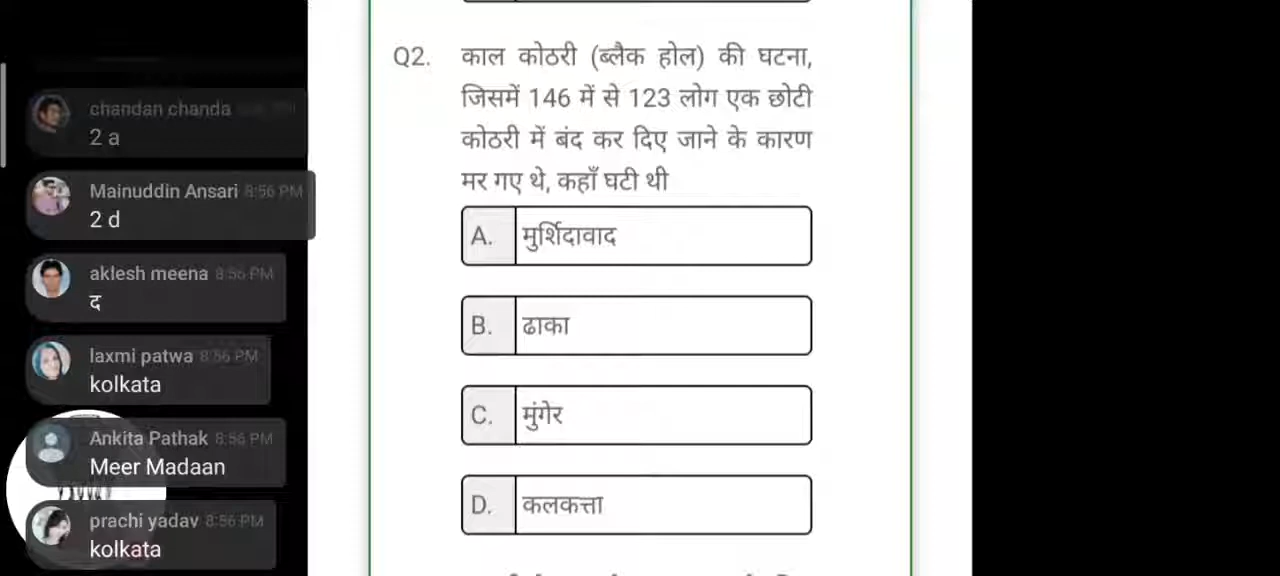 chandan chanda
2 a
Mainuddin Ansari 8:56 PM
2 d
aklesh meena 8:56 PM
द
laxmi patwa 8:56 PM
kolkata
Ankita Pathak 8:56 PM
Meer Madaan
prachi yadav 8:56 PM
kolkata
Q2. काल कोठरी (ब्लैक होल) की घटना,
जिसमें 146 में से 123 लोग एक छोटी
कोठरी में बंद कर दिए जाने के कारण
मर गए थे, कहाँ घटी थी
A. मुर्शिदावाद
B. ढाका
C. मुंगेर
D. कलकत्ता